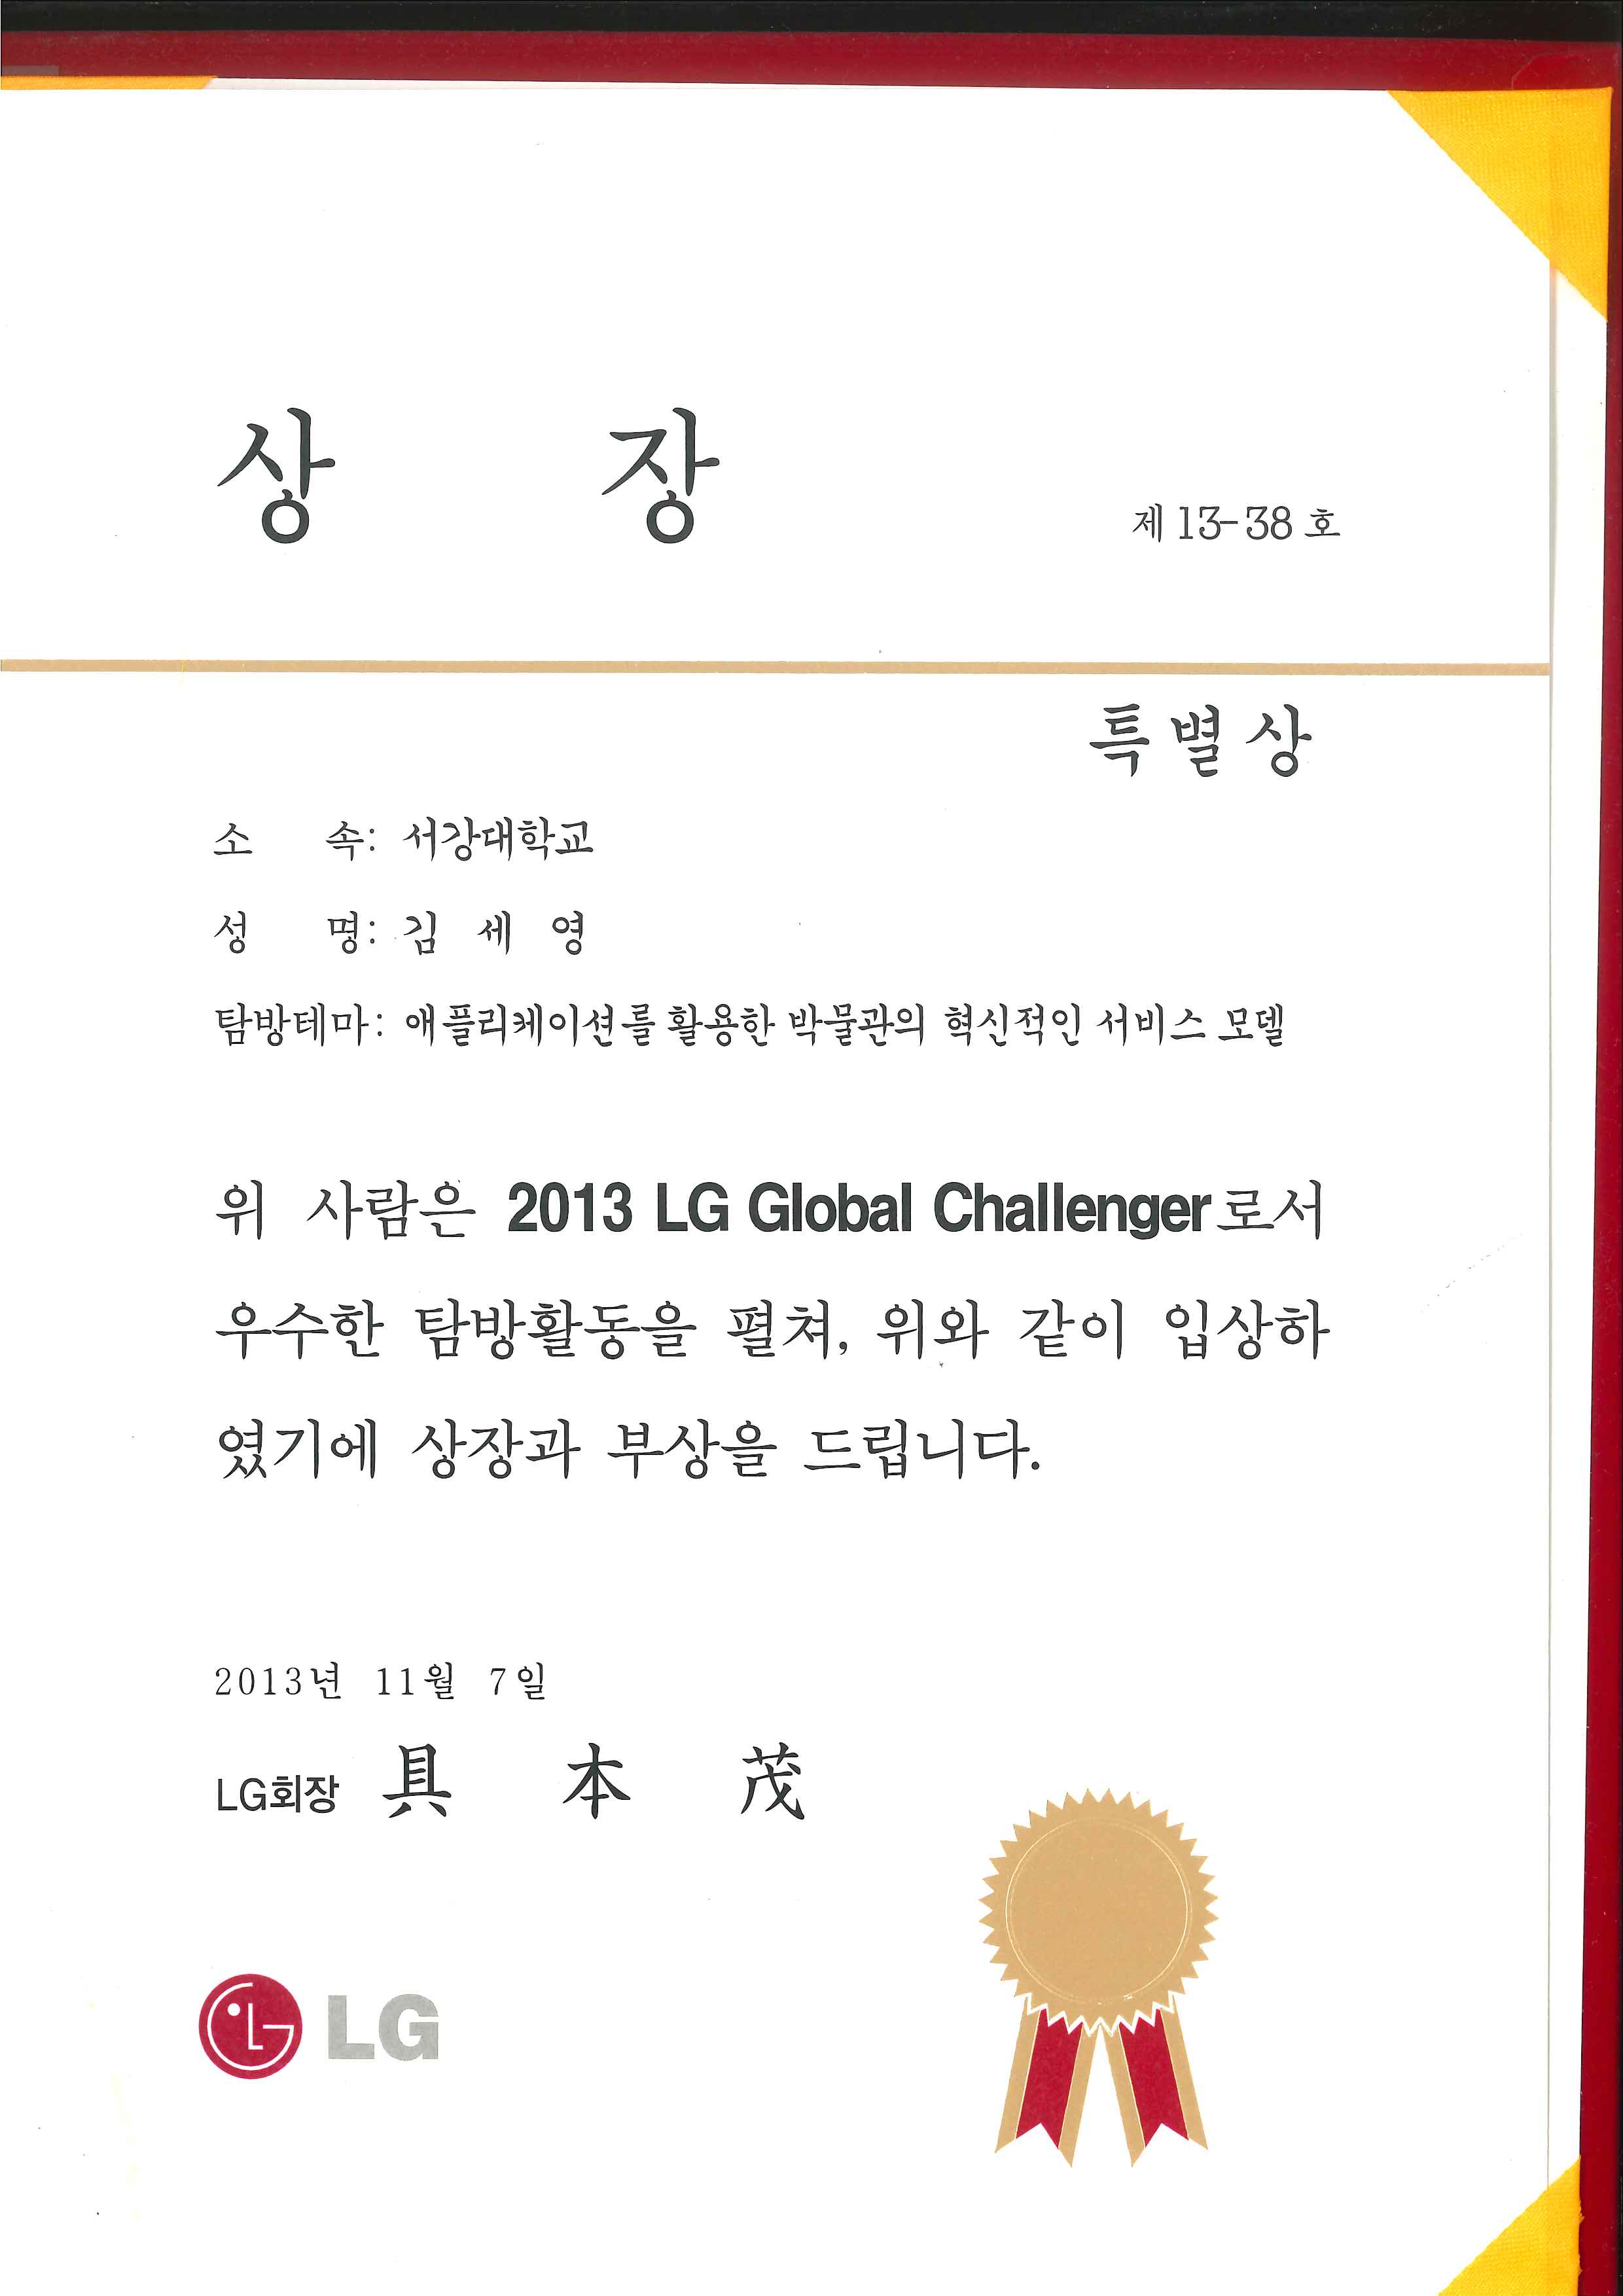 상 장
제 13-38 호
특별상
소 속: 서강대학교
성 명: 김 세 영
탐방테마: 애플리케이션를 활용한 박물관의 혁신적인 서비스 모델
위 사람은 2013 LG Global Challenger로서
우수한 탐방활동을 펼쳐, 위와 같이 입상하
였기에 상장과 부상을 드립니다.
2013년 11월 7일
LG회장 具 本 茂
LG